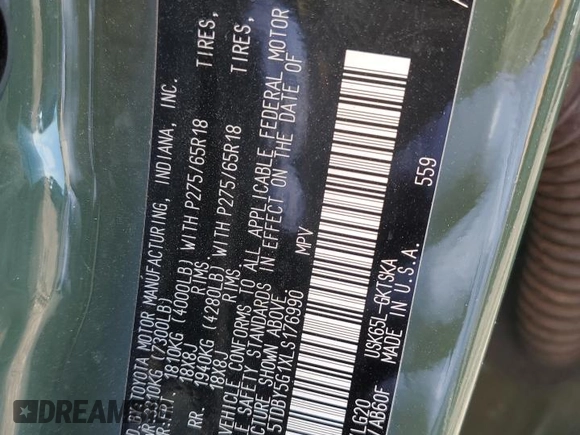 TOYOTA MOTOR MANUFACTURING, INDIANA, INC.
3310KG (7300LB)
1810KG (4000LB) WITH P275/65R18 TIRES,
18X8J RIMS,
RR. 1940KG (4280LB) WITH P275/65R18 TIRES,
18X8J RIMS,
VEHICLE CONFORMS TO ALL APPLICABLE FEDERAL MOTOR
SAFETY STANDARDS IN EFFECT ON THE DATE OF
SHOWN ABOVE.
5TDBY5G1XLS176990 MPV
559
USK65L-GKTSKA
AB60F MADE IN U.S.A.
DREAM